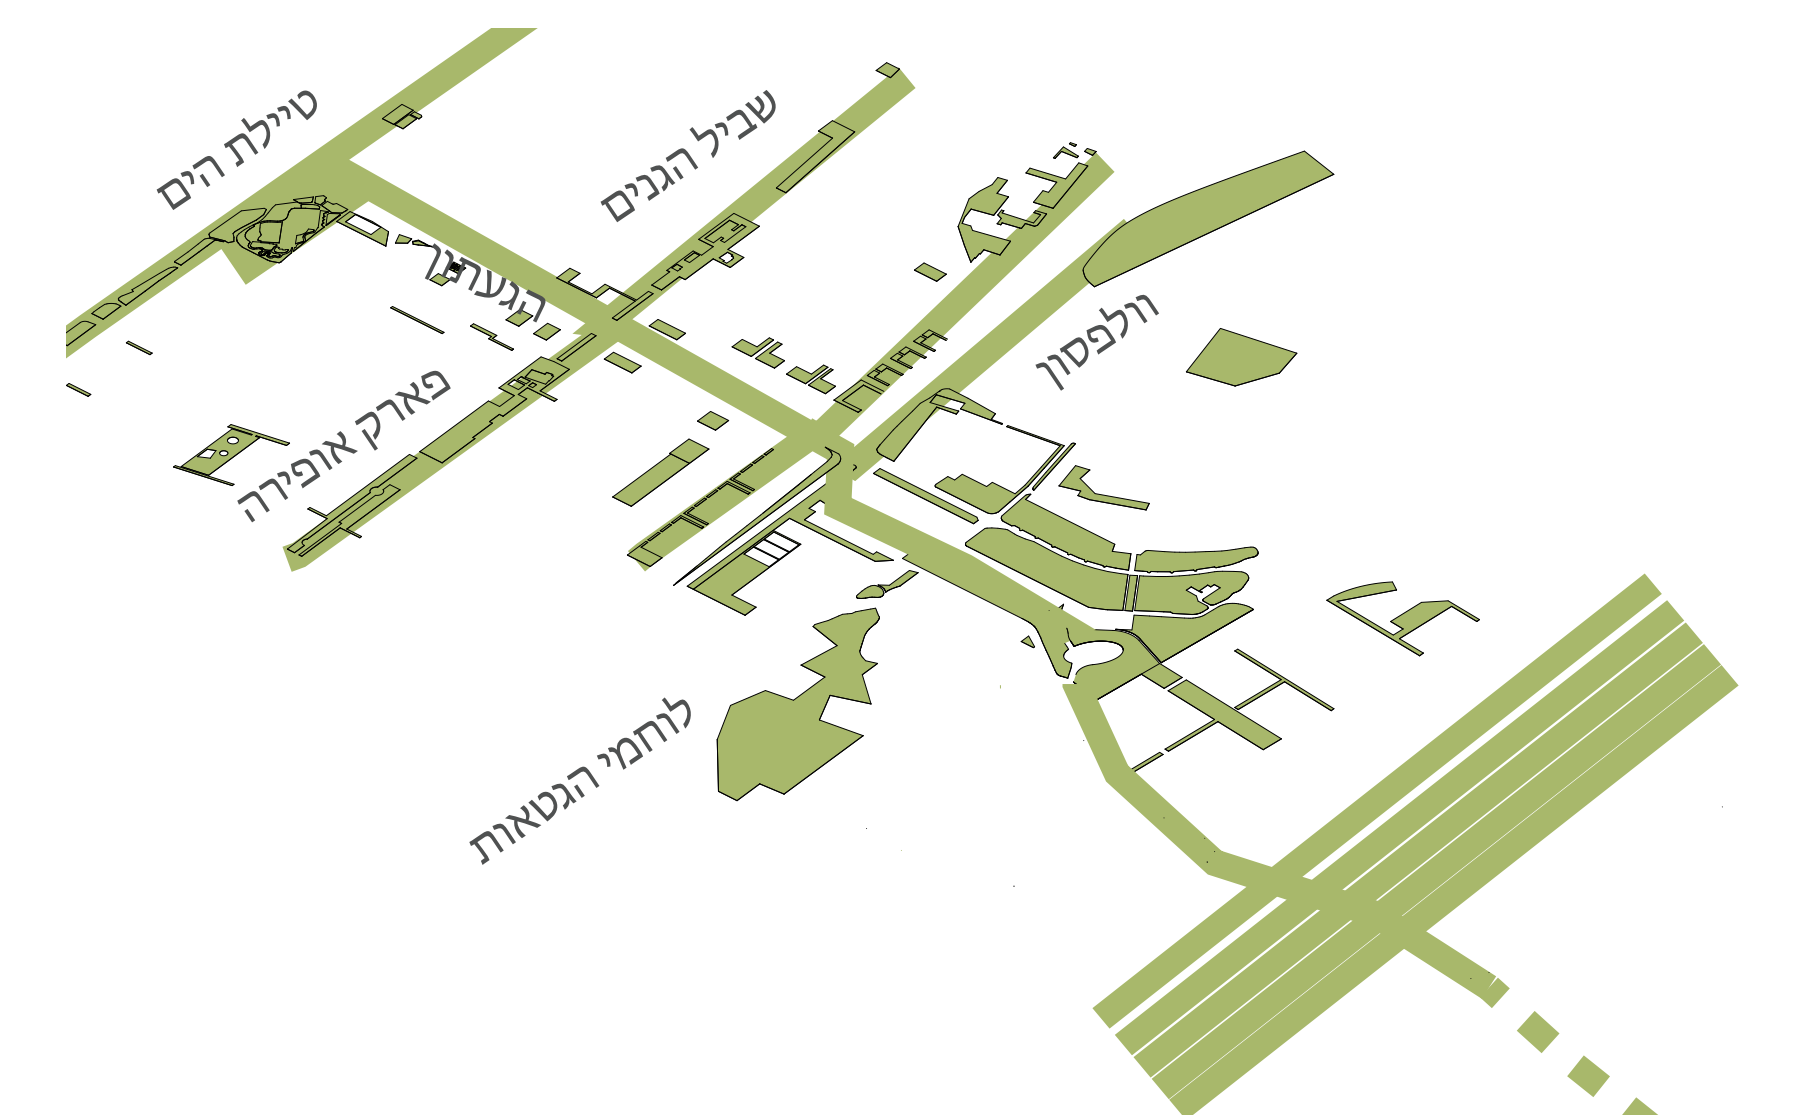 טיילת הים
שביל הגנים
הגעתון
וולפסון
פארק אופירה
לוחמי הגטאות